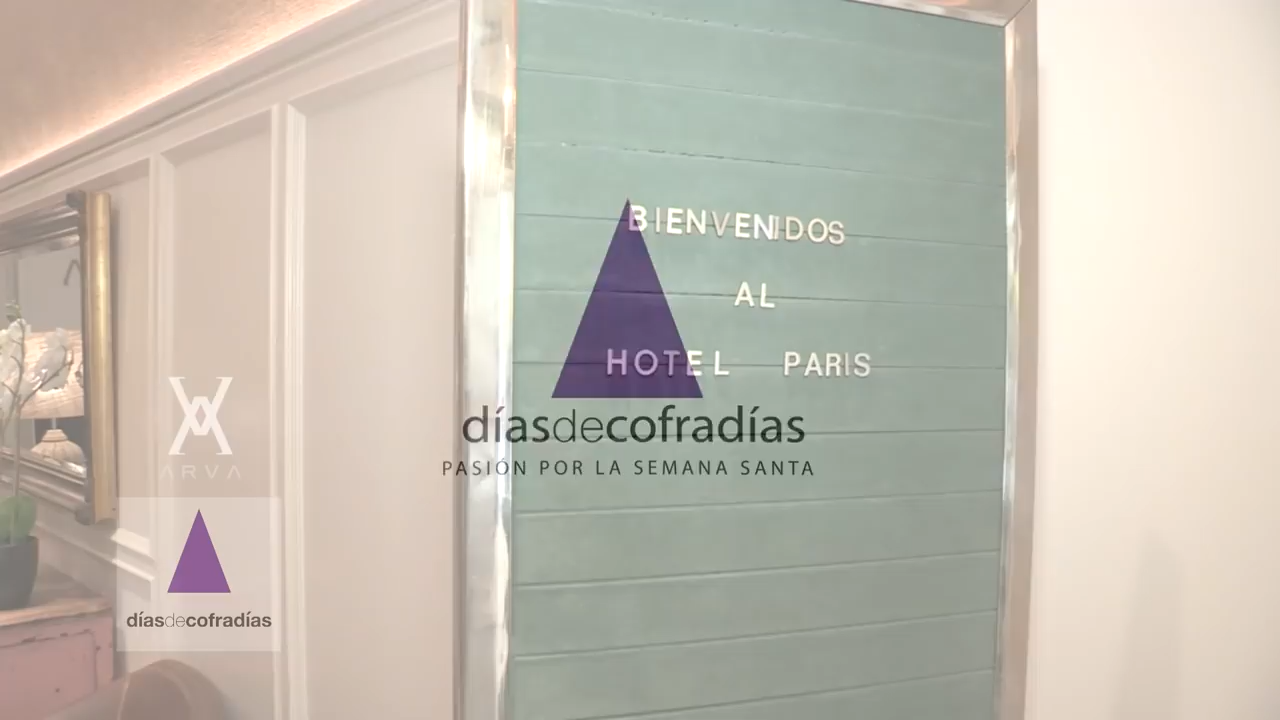 BIENVENIDOS
AL
HOTEL PARIS
díasdecofradías
PASIÓN POR LA SEMANA SANTA
ARVA
díasdecofradías